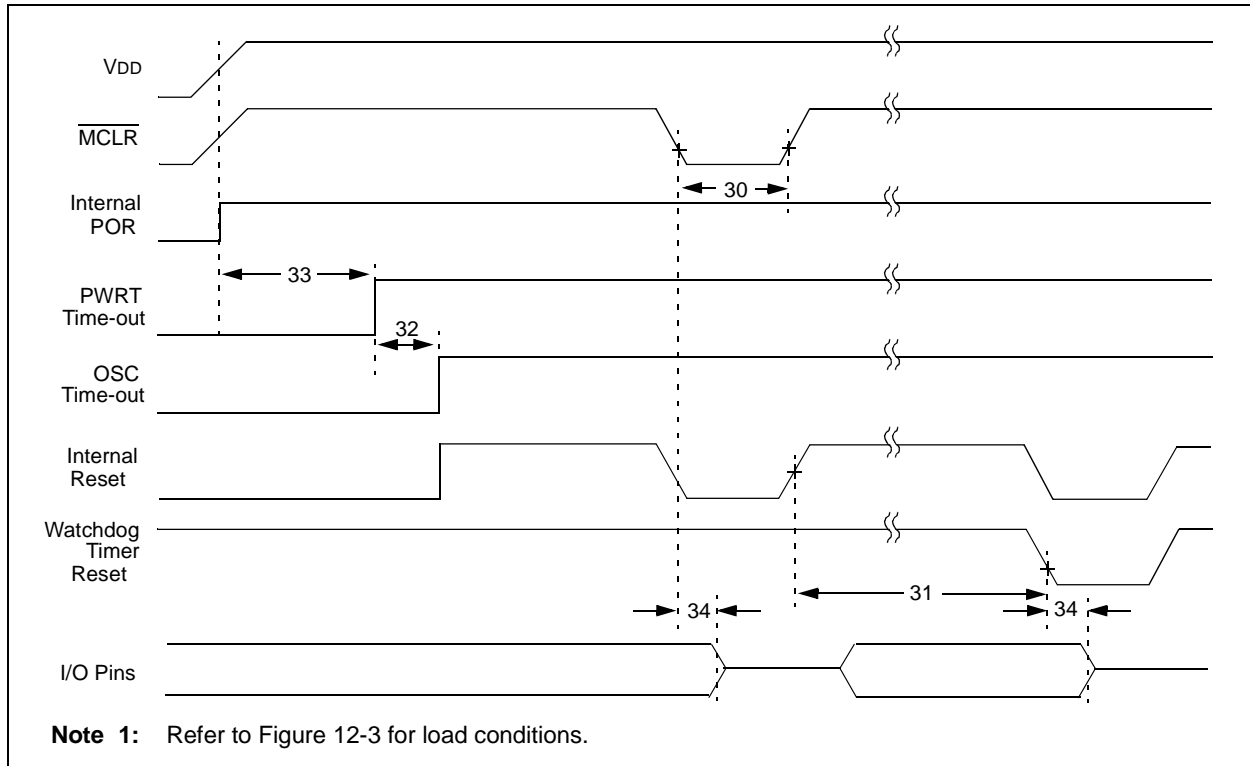 VDD
MCLR
30
Internal
POR
33
PWRT
Time-out
32
OSC
Time-out
Internal
Reset
Watchdog
Timer
Reset
31
34
34
I/O Pins
Note 1: Refer to Figure 12-3 for load conditions.